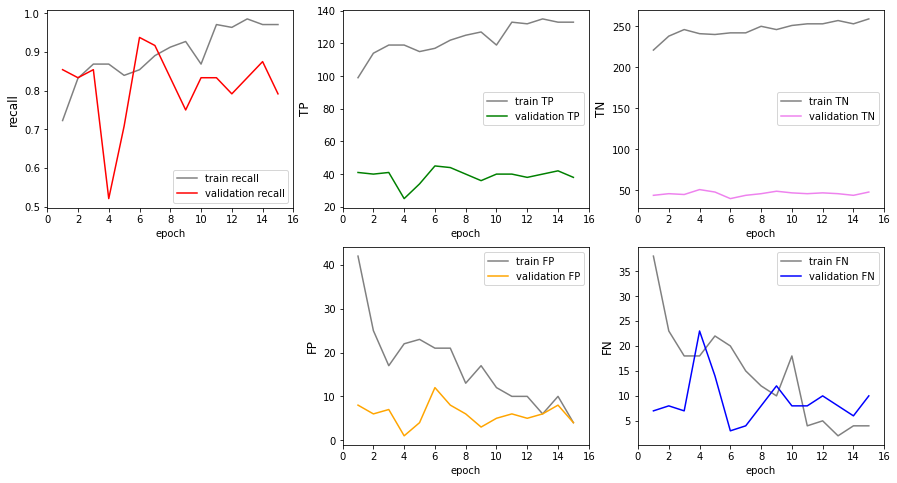 recall
1.0
0.9
0.8
0.7
0.6
0.5
train recall
validation recall
0 2 4 6 8 10 12 14 16
epoch
TP
140
120
100
80
60
40
20
train TP
validation TP
0 2 4 6 8 10 12 14 16
epoch
TN
250
200
150
100
50
train TN
validation TN
0 2 4 6 8 10 12 14 16
epoch
FP
40
30
20
10
0
train FP
validation FP
0 2 4 6 8 10 12 14 16
epoch
FN
35
30
25
20
15
10
5
train FN
validation FN
0 2 4 6 8 10 12 14 16
epoch